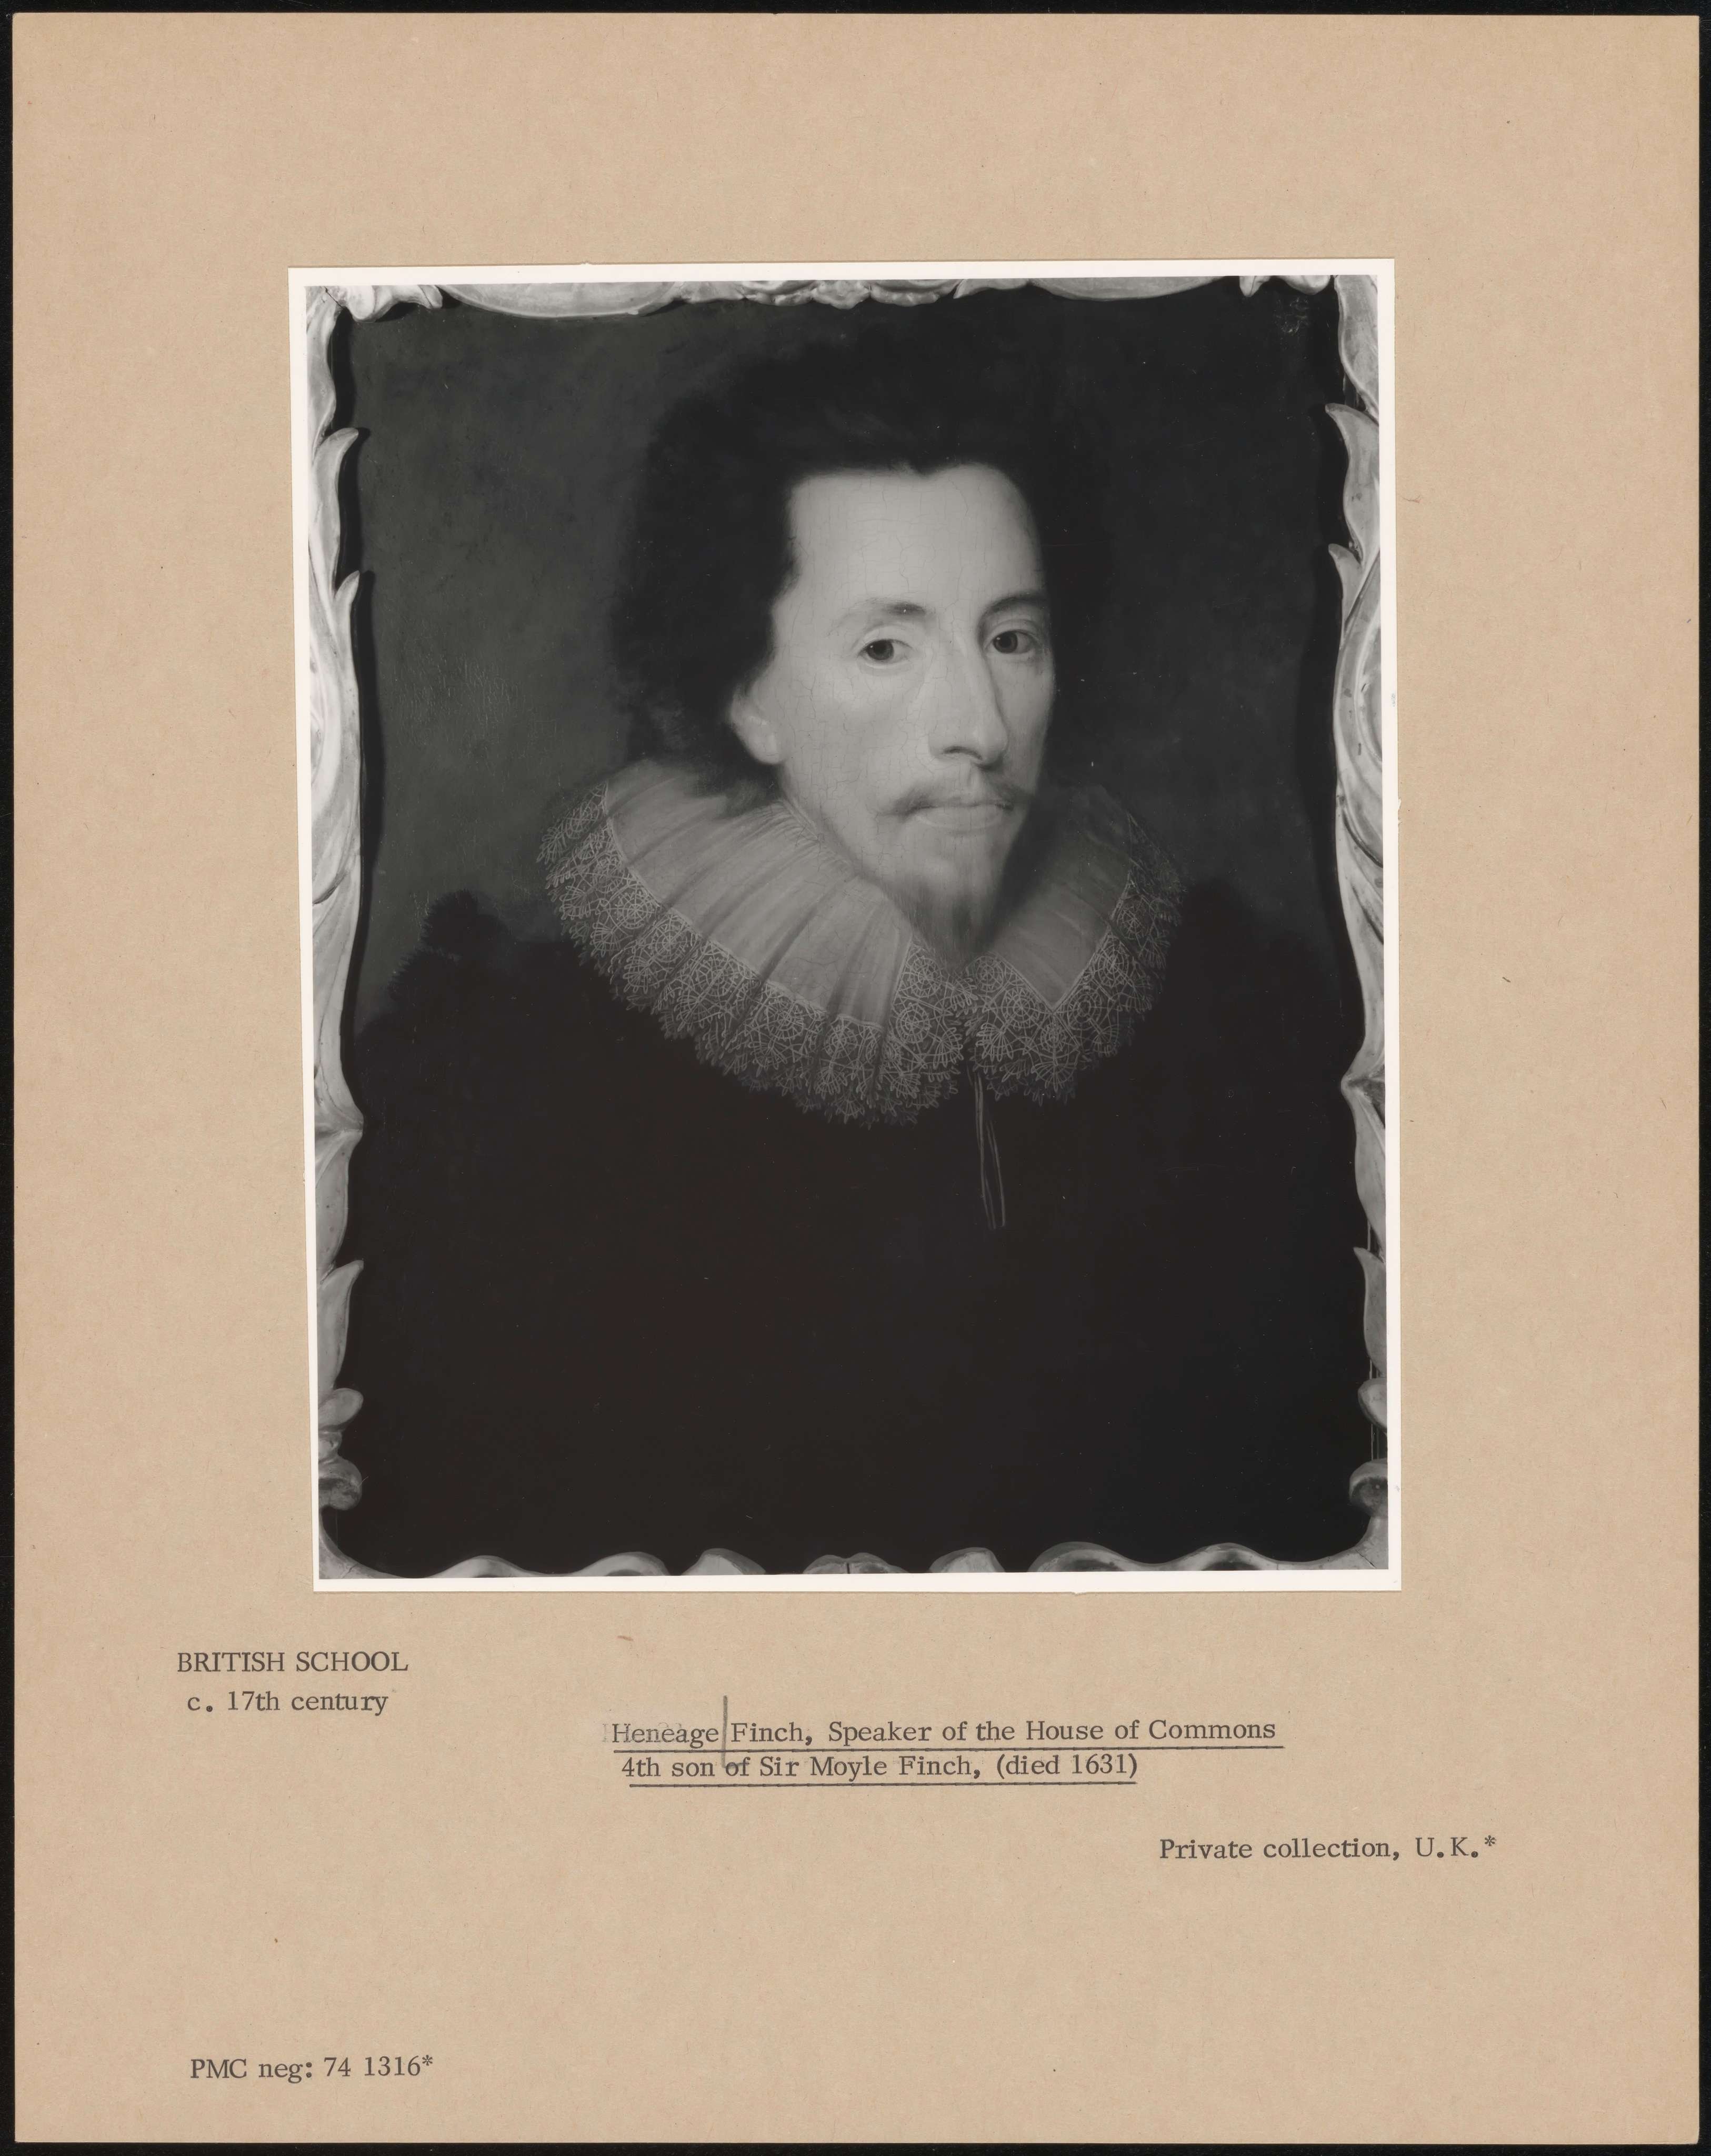 BRITISH SCHOOL
c. 17th century
Heneage Finch, Speaker of the House of Commons
4th son of Sir Moyle Finch, (died 1631)
Private collection, U.K.*
PMC neg: 74 1316*